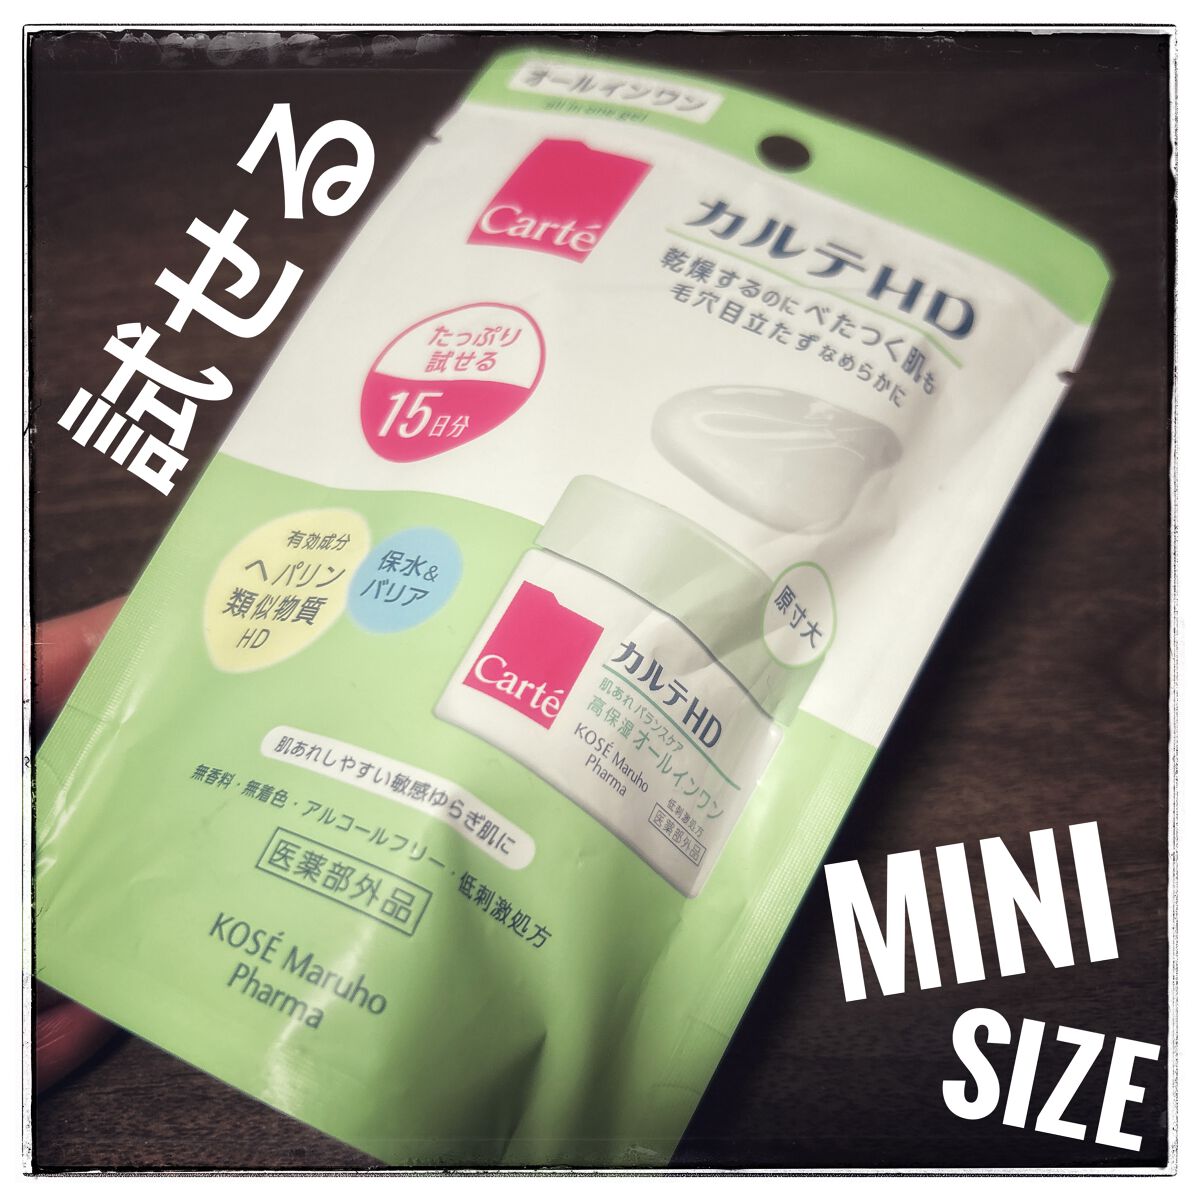 試せる
オールインワン
all in one gel
Carté
カルテHD
乾燥するのにべたつく肌も
毛穴目立たずなめらかに
たっぷり
試せる
15日分
有効成分
ヘパリン
類似物質
HD
保水&
バリア
原寸大
Carté
カルテHD
肌あれバランスケア
高保湿オールインワン
KOSÉ Maruho
Pharma
低刺激処方
医薬部外品
肌あれしやすい敏感ゆらぎ肌に
無香料・無着色・アルコールフリー・低刺激処方
医薬部外品
KOSÉ Maruho
Pharma
MINI
SIZE